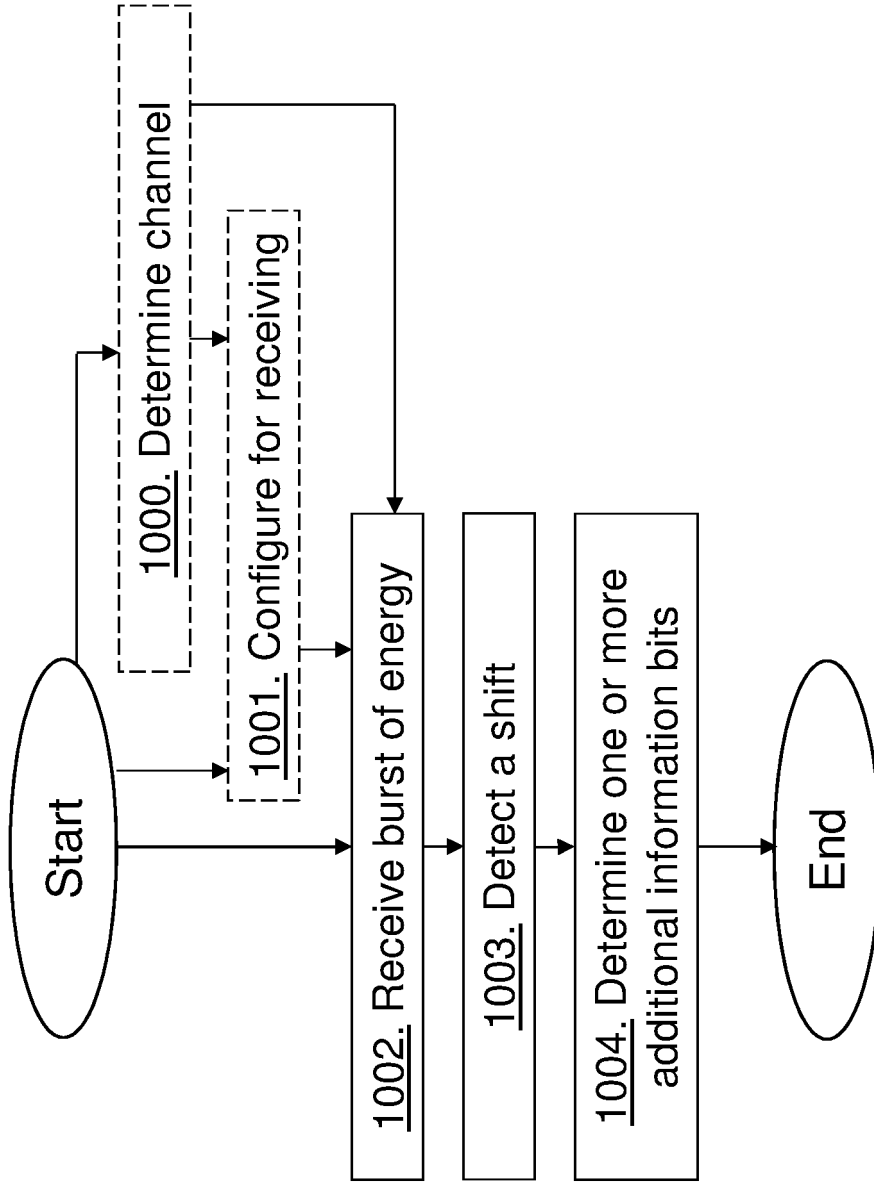 Start
1000. Determine channel
1001. Configure for receiving
1002. Receive burst of energy
1003. Detect a shift
1004. Determine one or more
additional information bits
End